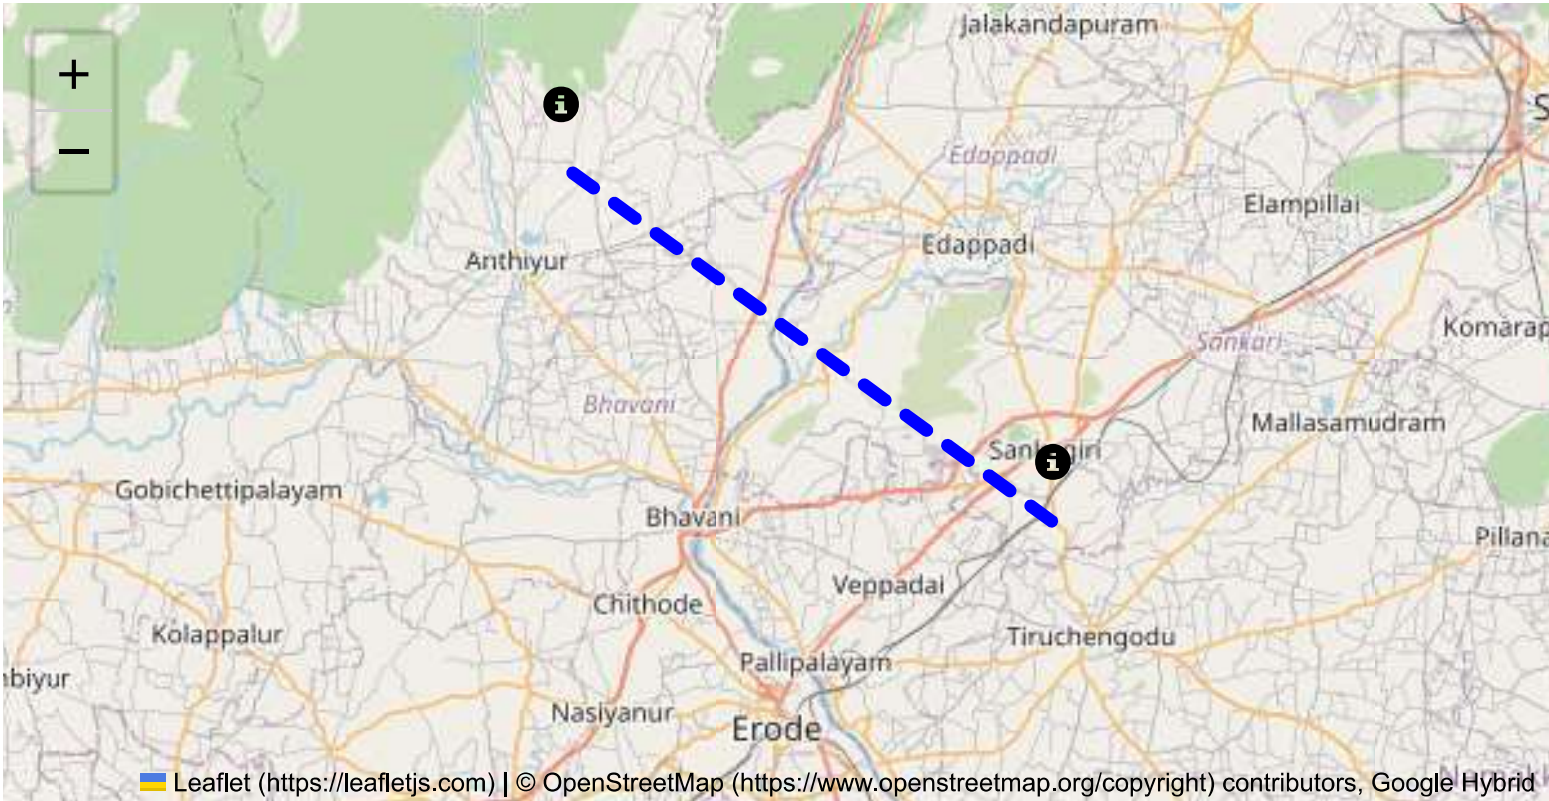 Jalakandapuram
+
i
S
Edappadi
−
Elampillai
Edappadi
Anthiyur
Komarap
Sankari
Bhavani
Mallasamudram
i
Gobichettipalayam
Bhavani
Pillana
Veppadai
Chithode
Kolappalur
Tiruchengodu
Pallipalayam
nbiyur
Nasiyanur
Erode
Leaflet (https://leafletjs.com) | © OpenStreetMap (https://www.openstreetmap.org/copyright) contributors, Google Hybrid